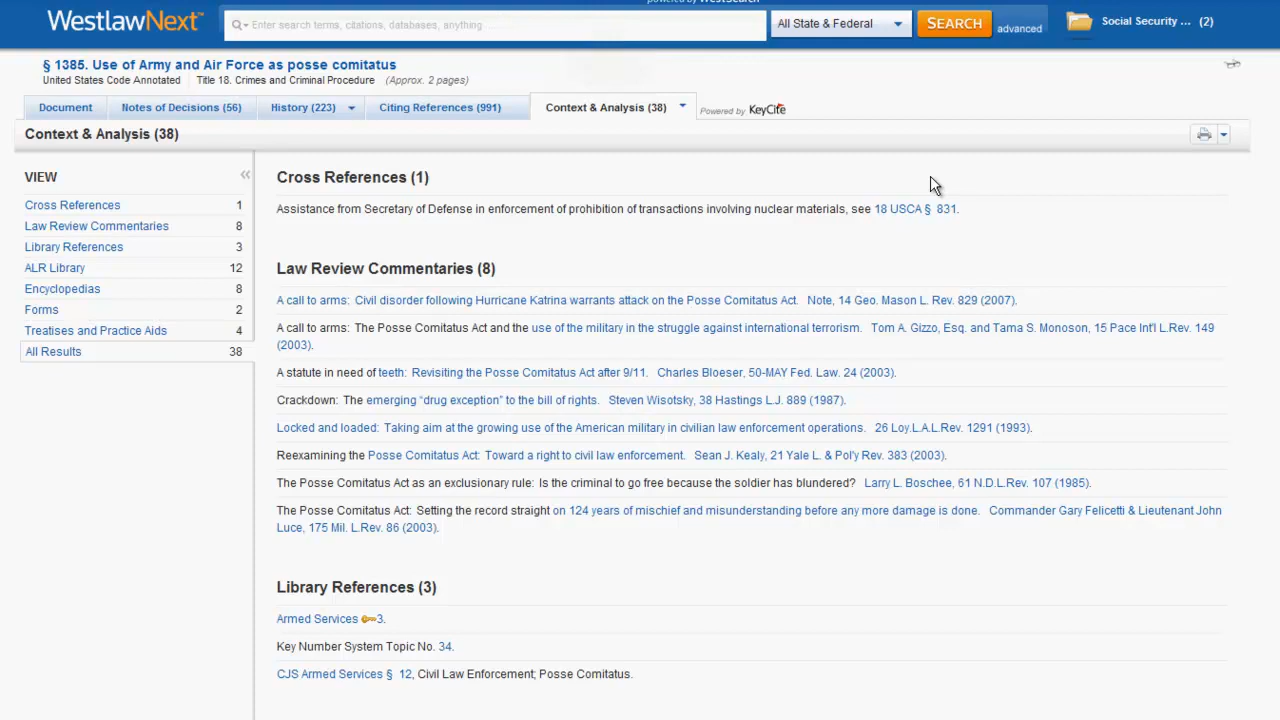 powered by WestSearch
WestlawNext™ Enter search terms, citations, databases, anything All State & Federal SEARCH advanced Social Security ... (2)
§ 1385. Use of Army and Air Force as posse comitatus
United States Code Annotated Title 18. Crimes and Criminal Procedure (Approx. 2 pages)
Document Notes of Decisions (56) History (223) Citing References (991) Context & Analysis (38) Powered by KeyCite
Context & Analysis (38)
VIEW
Cross References 1
Law Review Commentaries 8
Library References 3
ALR Library 12
Encyclopedias 8
Forms 2
Treatises and Practice Aids 4
All Results 38
Cross References (1)
Assistance from Secretary of Defense in enforcement of prohibition of transactions involving nuclear materials, see 18 USCA § 831.
Law Review Commentaries (8)
A call to arms: Civil disorder following Hurricane Katrina warrants attack on the Posse Comitatus Act. Note, 14 Geo. Mason L. Rev. 829 (2007).
A call to arms: The Posse Comitatus Act and the use of the military in the struggle against international terrorism. Tom A. Gizzo, Esq. and Tama S. Monoson, 15 Pace Int'l L.Rev. 149
(2003).
A statute in need of teeth: Revisiting the Posse Comitatus Act after 9/11. Charles Bloeser, 50-MAY Fed. Law. 24 (2003).
Crackdown: The emerging “drug exception” to the bill of rights. Steven Wisotsky, 38 Hastings L.J. 889 (1987).
Locked and loaded: Taking aim at the growing use of the American military in civilian law enforcement operations. 26 Loy.L.A.L.Rev. 1291 (1993).
Reexamining the Posse Comitatus Act: Toward a right to civil law enforcement. Sean J. Kealy, 21 Yale L. & Pol'y Rev. 383 (2003).
The Posse Comitatus Act as an exclusionary rule: Is the criminal to go free because the soldier has blundered? Larry L. Boschee, 61 N.D.L.Rev. 107 (1985).
The Posse Comitatus Act: Setting the record straight on 124 years of mischief and misunderstanding before any more damage is done. Commander Gary Felicetti & Lieutenant John
Luce, 175 Mil. L.Rev. 86 (2003).
Library References (3)
Armed Services 3.
Key Number System Topic No. 34.
CJS Armed Services § 12, Civil Law Enforcement; Posse Comitatus.